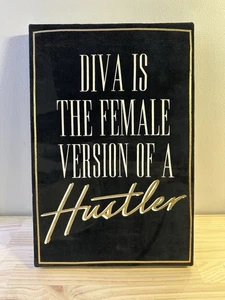 DIVA IS
THE FEMALE
VERSION OF A
Hustler